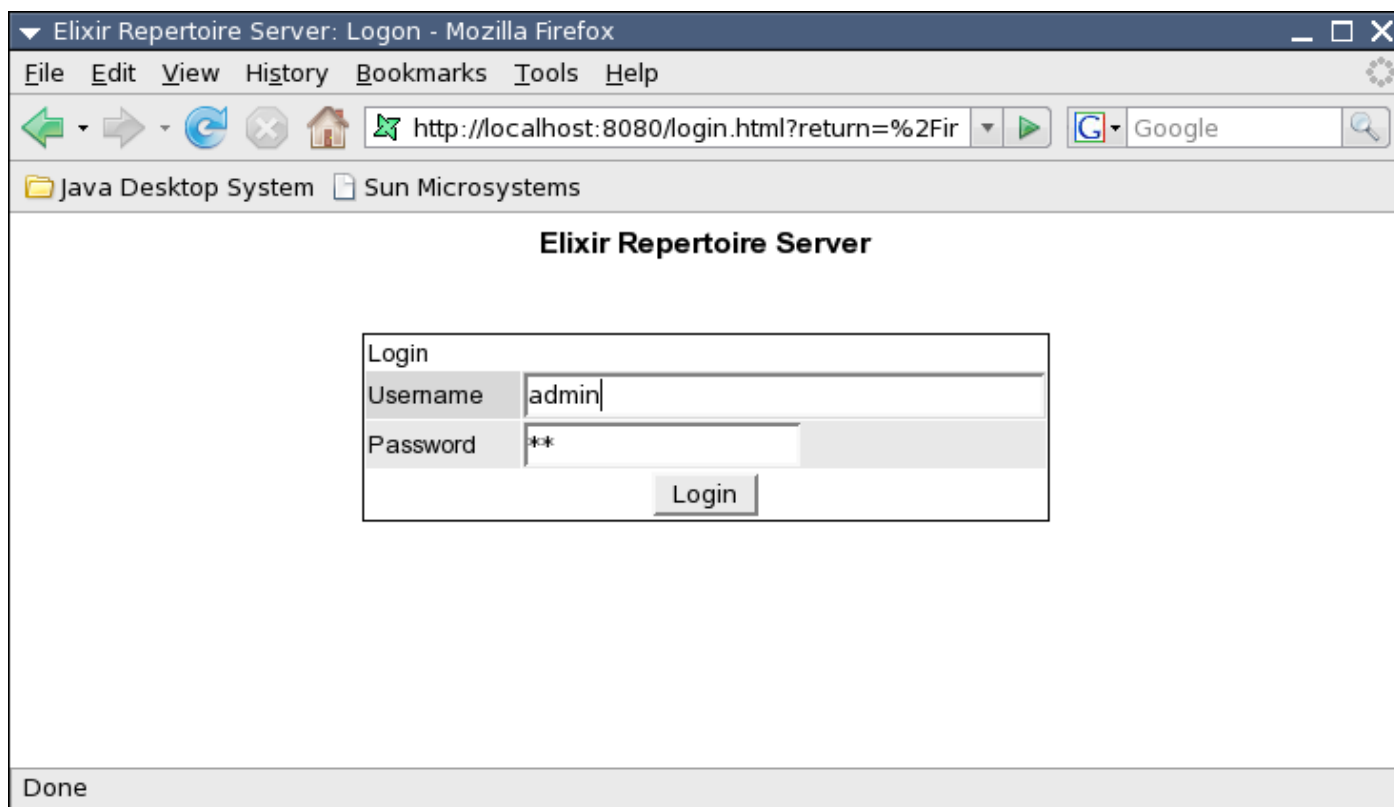 Elixir Repertoire Server: Logon - Mozilla Firefox
File Edit View History Bookmarks Tools Help
http://localhost:8080/login.html?return=%2Fir
G Google
Java Desktop System Sun Microsystems
Elixir Repertoire Server
Login
Username admin
Password **
Login
Done